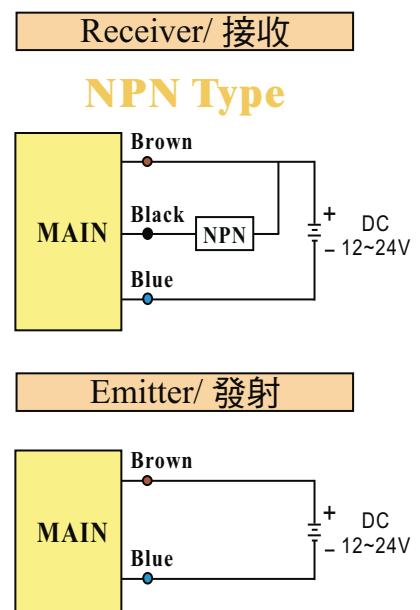 Receiver/ 接收
NPN Type
Brown
Black
MAIN
NPN
Blue
+
DC
– 12~24V
Emitter/ 發射
Brown
MAIN
Blue
+
DC
– 12~24V